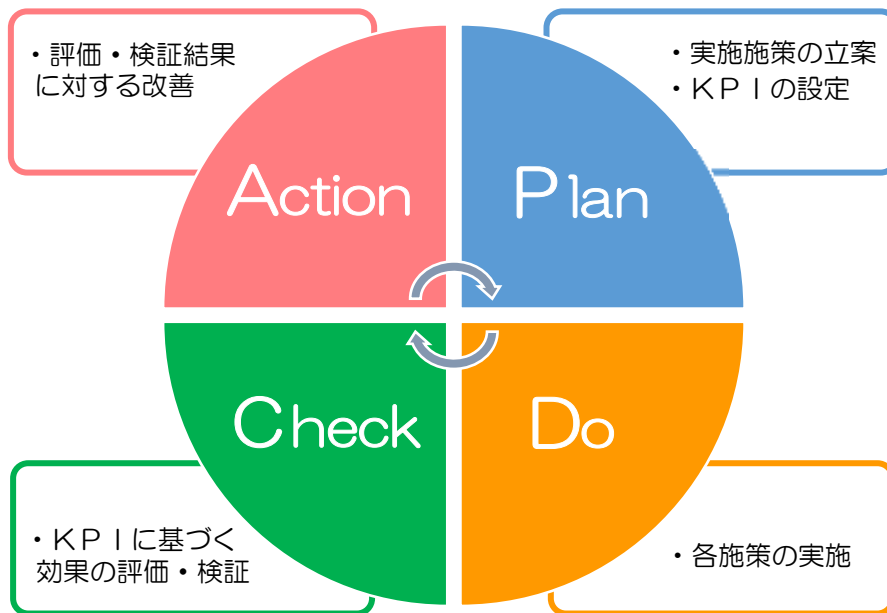 ・評価・検証結果
に対する改善
・実施施策の立案
・ＫＰＩの設定
Action
Plan
Check
Do
・ＫＰＩに基づく
効果の評価・検証
・各施策の実施